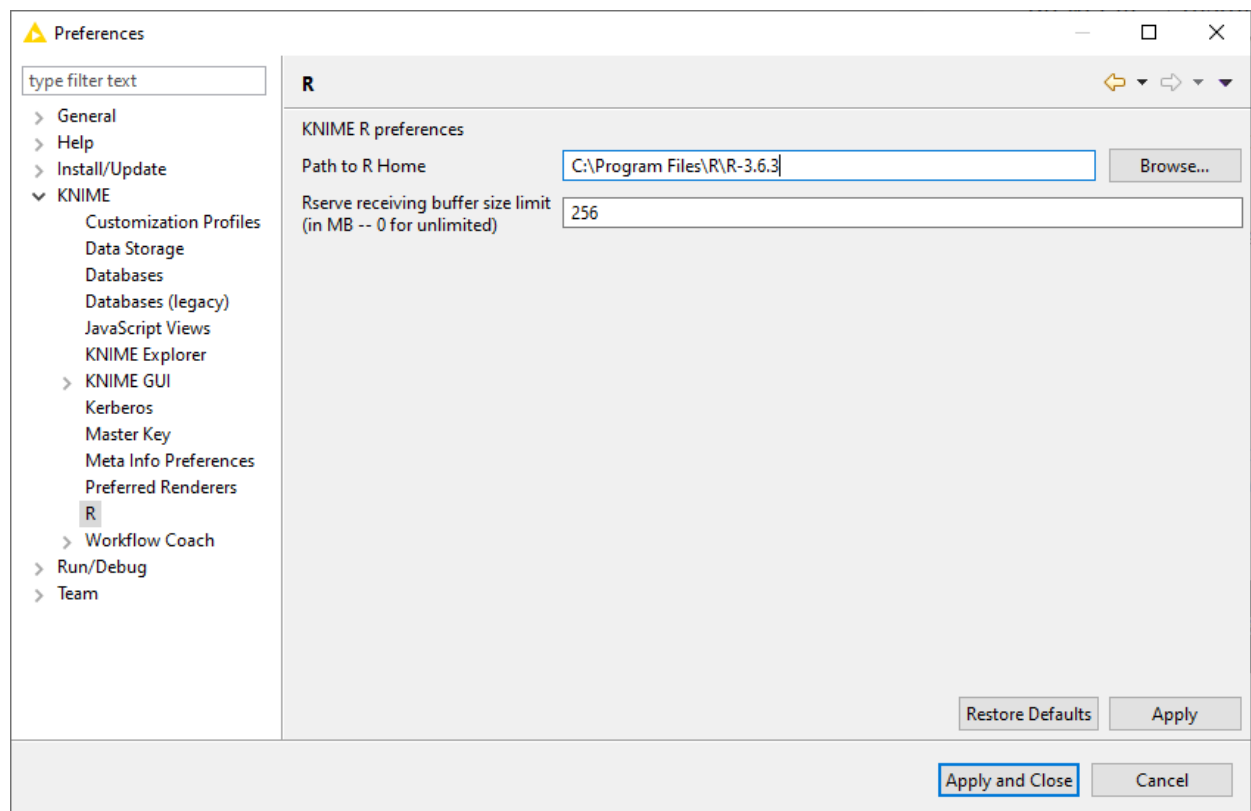 Preferences
type filter text
General
Help
Install/Update
KNIME
Customization Profiles
Data Storage
Databases
Databases (legacy)
JavaScript Views
KNIME Explorer
KNIME GUI
Kerberos
Master Key
Meta Info Preferences
Preferred Renderers
R
Workflow Coach
Run/Debug
Team
R
KNIME R preferences
Path to R Home
C:\Program Files\R\R-3.6.3
Browse...
Rserve receiving buffer size limit
(in MB -- 0 for unlimited)
256
Restore Defaults
Apply
Apply and Close
Cancel